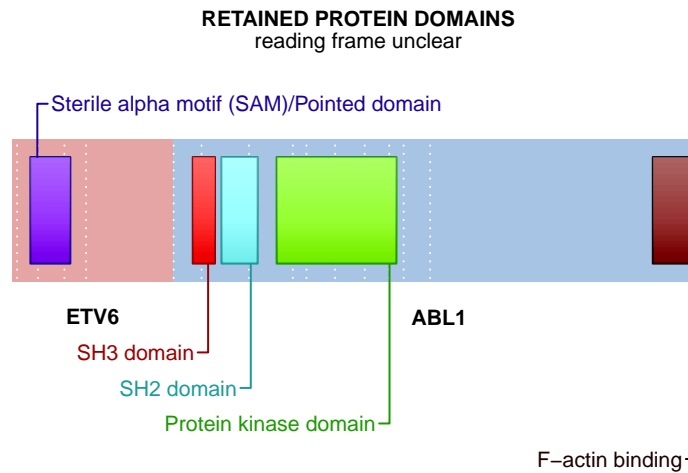 RETAINED PROTEIN DOMAINS
reading frame unclear
Sterile alpha motif (SAM)/Pointed domain
ETV6
ABL1
SH3 domain
SH2 domain
Protein kinase domain
F−actin binding